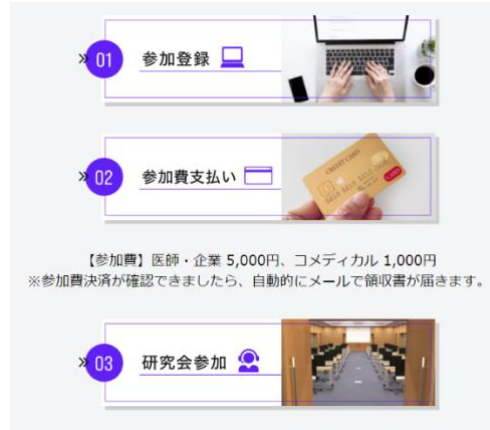 » 01 参加登録
» 02 参加費支払い
CREDIT CARD
CARD
【参加費】医師・企業 5,000円、コメディカル 1,000円
※参加費決済が確認できましたら、自動的にメールで領収書が届きます。
» 03 研究会参加